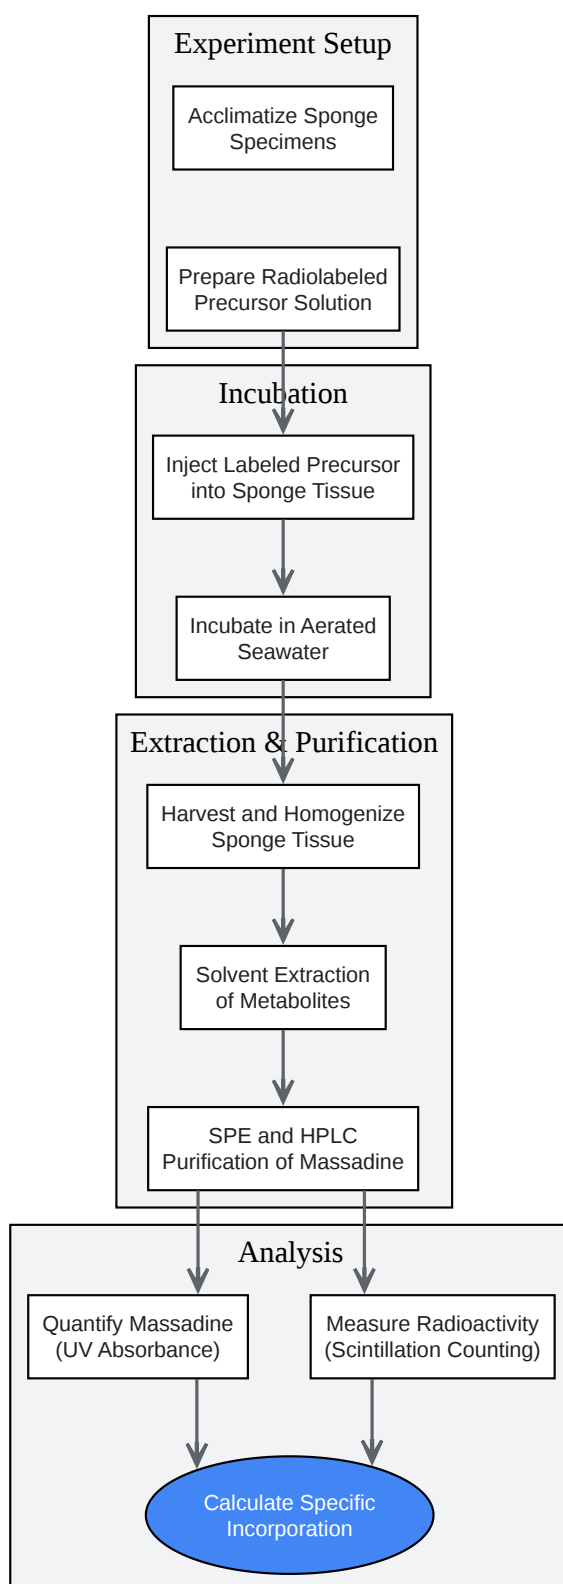 Experiment Setup
Acclimatize Sponge
Specimens
Prepare Radiolabeled
Precursor Solution
Incubation
Inject Labeled Precursor
into Sponge Tissue
Incubate in Aerated
Seawater
Extraction & Purification
Harvest and Homogenize
Sponge Tissue
Solvent Extraction
of Metabolites
SPE and HPLC
Purification of Massadine
Analysis
Quantify Massadine
(UV Absorbance)
Measure Radioactivity
(Scintillation Counting)
Calculate Specific
Incorporation